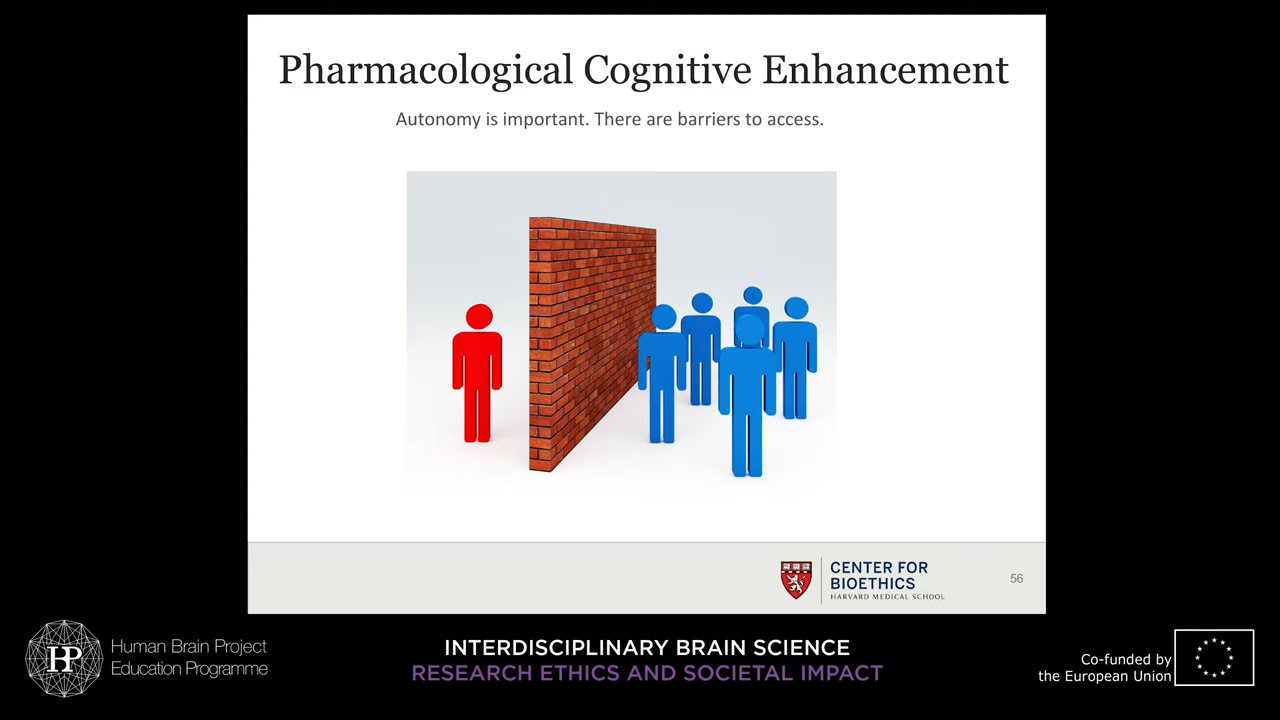 Pharmacological Cognitive Enhancement
Autonomy is important. There are barriers to access.
CENTER FOR
BIOETHICS
HARVARD MEDICAL SCHOOL
56
HP
Human Brain Project
Education Programme
INTERDISCIPLINARY BRAIN SCIENCE
RESEARCH ETHICS AND SOCIETAL IMPACT
Co-funded by
the European Union